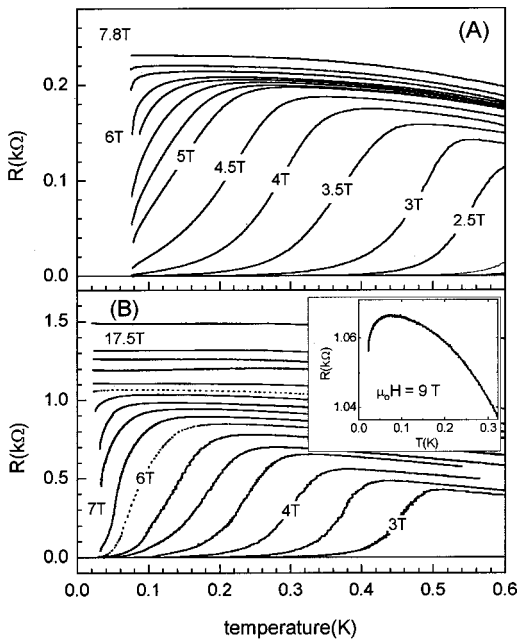 (A)
7.8T
0.2
6T
5T
4.5T
4T
3.5T
3T
2.5T
R(kΩ)
0.1
0.0
(B)
1.5
17.5T
1.0
R(kΩ)
0.5
0.0
7T
6T
4T
3T
1.06
R(kΩ)
1.04
μₒH = 9 T
0.0 0.1 0.2 0.3
T(K)
0.0 0.1 0.2 0.3 0.4 0.5 0.6
temperature(K)